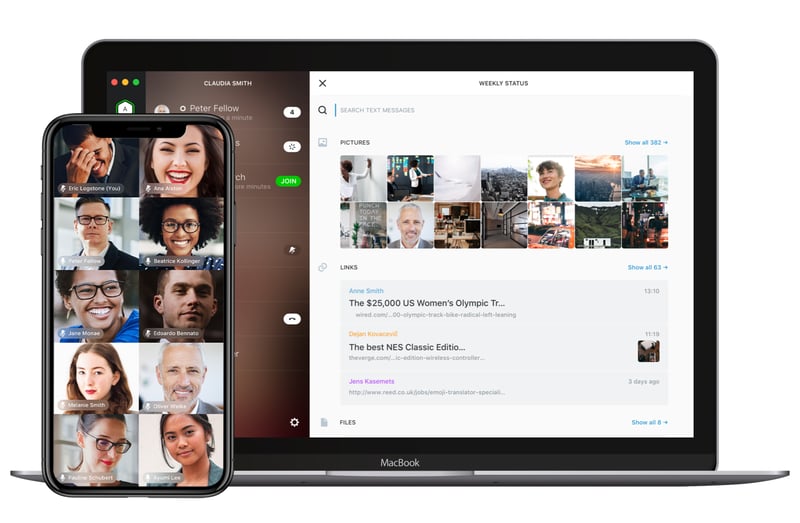 CLAUDIA SMITH
WEEKLY STATUS
A
Peter Fellow
a minute
4
SEARCH TEXT MESSAGES
PICTURES
Show all 382 →
s
rch
ore minutes
JOIN
PUNCH
TODAY
IN THE
FACE
LINKS
Show all 63 →
Anne Smith
13:10
The $25,000 US Women's Olympic Tr...
wired.com/...00-olympic-track-bike-radical-left-leaning
Dejan Kovacević
11:19
The best NES Classic Editio...
theverge.com/...ic-edition-wireless-controller...
Jens Kasemets
3 days ago
http://www.reed.co.uk/jobs/emoji-translator-speciali...
er
FILES
Show all 8 →
Eric Logstone (You)
Ana Alston
Peter Fellow
Beatrice Kollinger
Jane Monae
Edoardo Bennato
Melanie Smith
Oliver Welke
Pauline Schubert
Ayumi Lee
MacBook